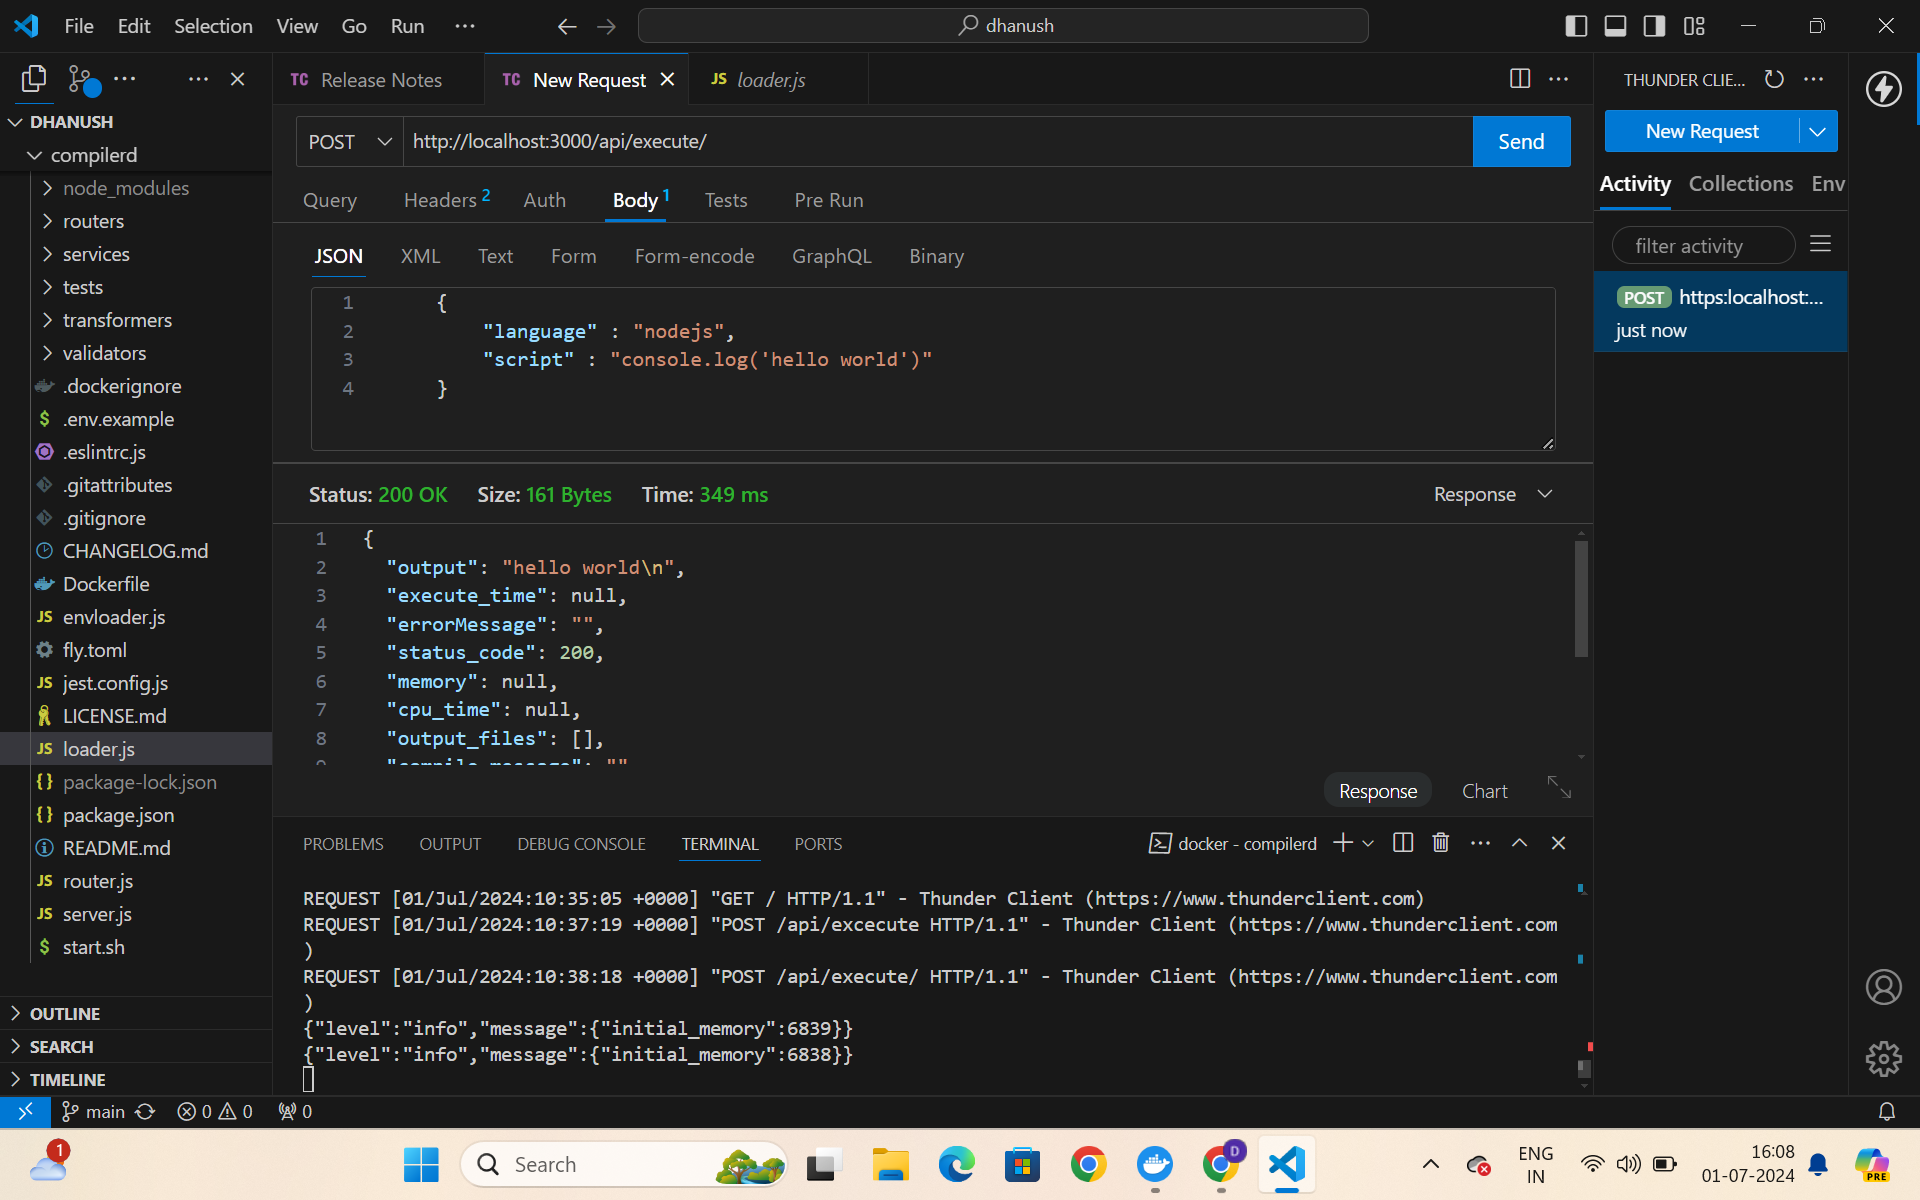 File Edit Selection View Go Run ···
dhanush
TC Release Notes
TC New Request
JS loader.js
THUNDER CLIE...
DHANUSH
compilerd
node_modules
routers
services
tests
transformers
validators
.dockerignore
$ .env.example
.eslintrc.js
.gitattributes
.gitignore
CHANGELOG.md
Dockerfile
JS envloader.js
fly.toml
JS jest.config.js
LICENSE.md
JS loader.js
{} package-lock.json
{} package.json
README.md
JS router.js
JS server.js
$ start.sh
OUTLINE
SEARCH
TIMELINE
POST http://localhost:3000/api/execute/ Send
Query Headers 2 Auth Body 1 Tests Pre Run
JSON XML Text Form Form-encode GraphQL Binary
1 {
2 "language" : "nodejs",
3 "script" : "console.log('hello world')"
4 }
Status: 200 OK Size: 161 Bytes Time: 349 ms Response
1 {
2 "output": "hello world\n",
3 "execute_time": null,
4 "errorMessage": "",
5 "status_code": 200,
6 "memory": null,
7 "cpu_time": null,
8 "output_files": [],
9 "compile_message": ""
Response Chart
PROBLEMS OUTPUT DEBUG CONSOLE TERMINAL PORTS
docker - compilerd
REQUEST [01/Jul/2024:10:35:05 +0000] "GET / HTTP/1.1" - Thunder Client (https://www.thunderclient.com)
REQUEST [01/Jul/2024:10:37:19 +0000] "POST /api/excecute HTTP/1.1" - Thunder Client (https://www.thunderclient.com
)
REQUEST [01/Jul/2024:10:38:18 +0000] "POST /api/execute/ HTTP/1.1" - Thunder Client (https://www.thunderclient.com
)
{"level":"info","message":{"initial_memory":6839}}
{"level":"info","message":{"initial_memory":6838}}
New Request
Activity Collections Env
filter activity
POST https:localhost:...
just now
main 0 0 0
1
Search
D
ENG
IN
16:08
01-07-2024
PRE